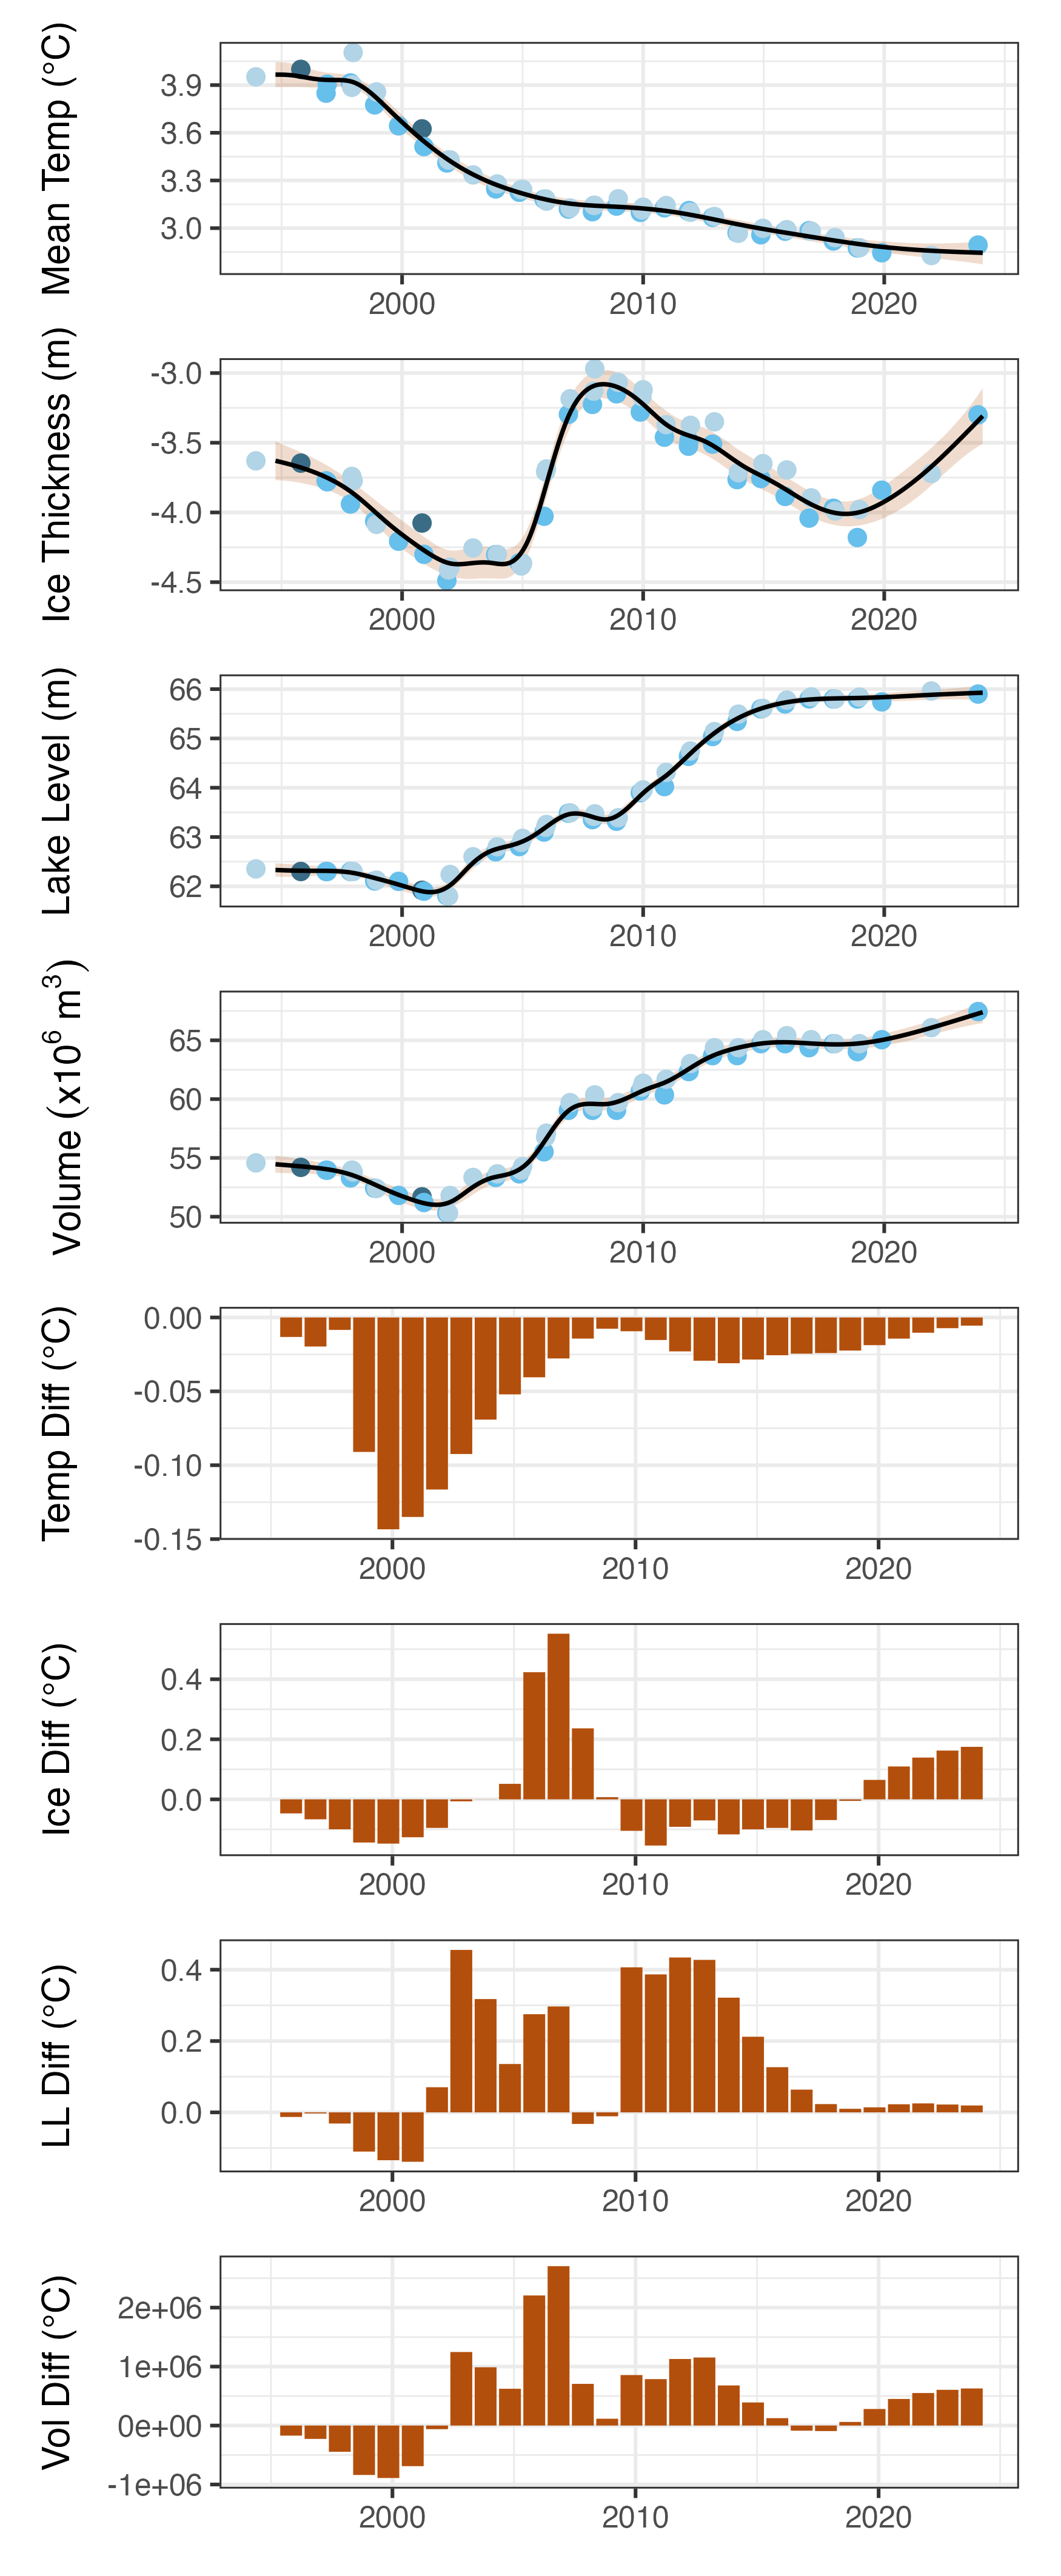 Mean Temp (°C)
3.9
3.6
3.3
3.0
2000 2010 2020
Ice Thickness (m)
-3.0
-3.5
-4.0
-4.5
2000 2010 2020
Lake Level (m)
66
65
64
63
62
2000 2010 2020
Volume (x10⁶ m³)
65
60
55
50
2000 2010 2020
Temp Diff (°C)
0.00
-0.05
-0.10
-0.15
2000 2010 2020
Ice Diff (°C)
0.4
0.2
0.0
2000 2010 2020
LL Diff (°C)
0.4
0.2
0.0
2000 2010 2020
Vol Diff (°C)
2e+06
1e+06
0e+00
-1e+06
2000 2010 2020